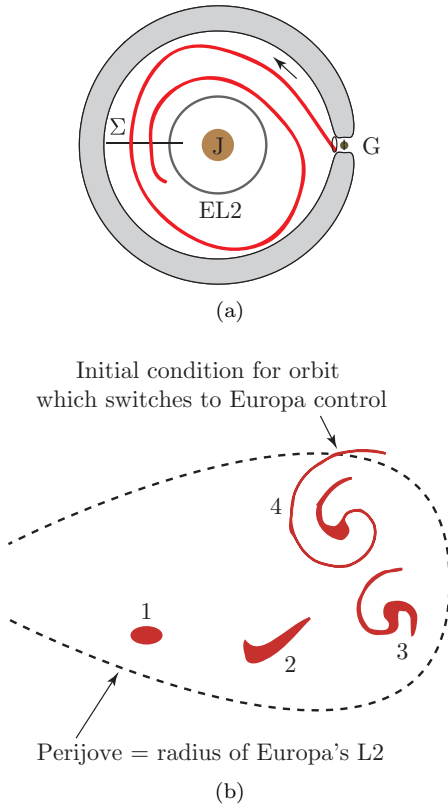 Σ
J
G
EL2
(a)
Initial condition for orbit
which switches to Europa control
4
1
2
3
Perijove = radius of Europa's L2
(b)